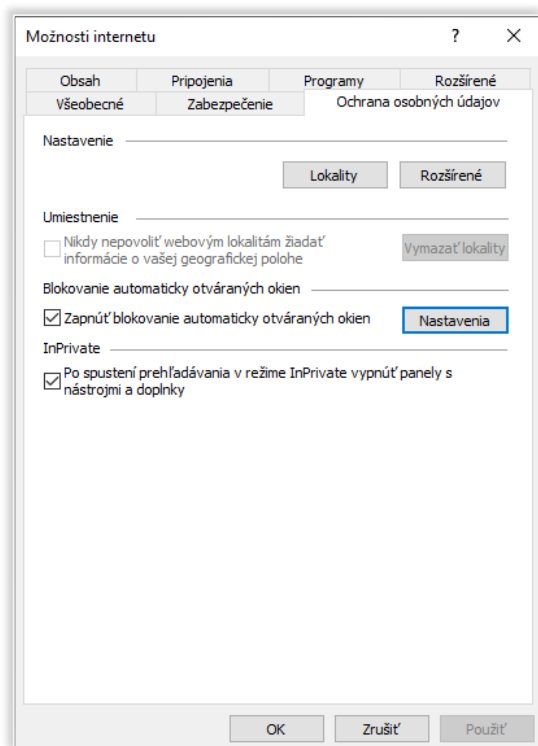 Možnosti internetu
Obsah Pripojenia Programy Rozšírené
Všeobecné Zabezpečenie Ochrana osobných údajov
Nastavenie
Lokality Rozšírené
Umiestnenie
Nikdy nepovoliť webovým lokalitám žiadať
informácie o vašej geografickej polohe
Vymazať lokality
Blokovanie automaticky otváraných okien
Zapnúť blokovanie automaticky otváraných okien Nastavenia
InPrivate
Po spustení prehľadávania v režime InPrivate vypnúť panely s
nástrojmi a doplnky
OK Zrušiť Použiť